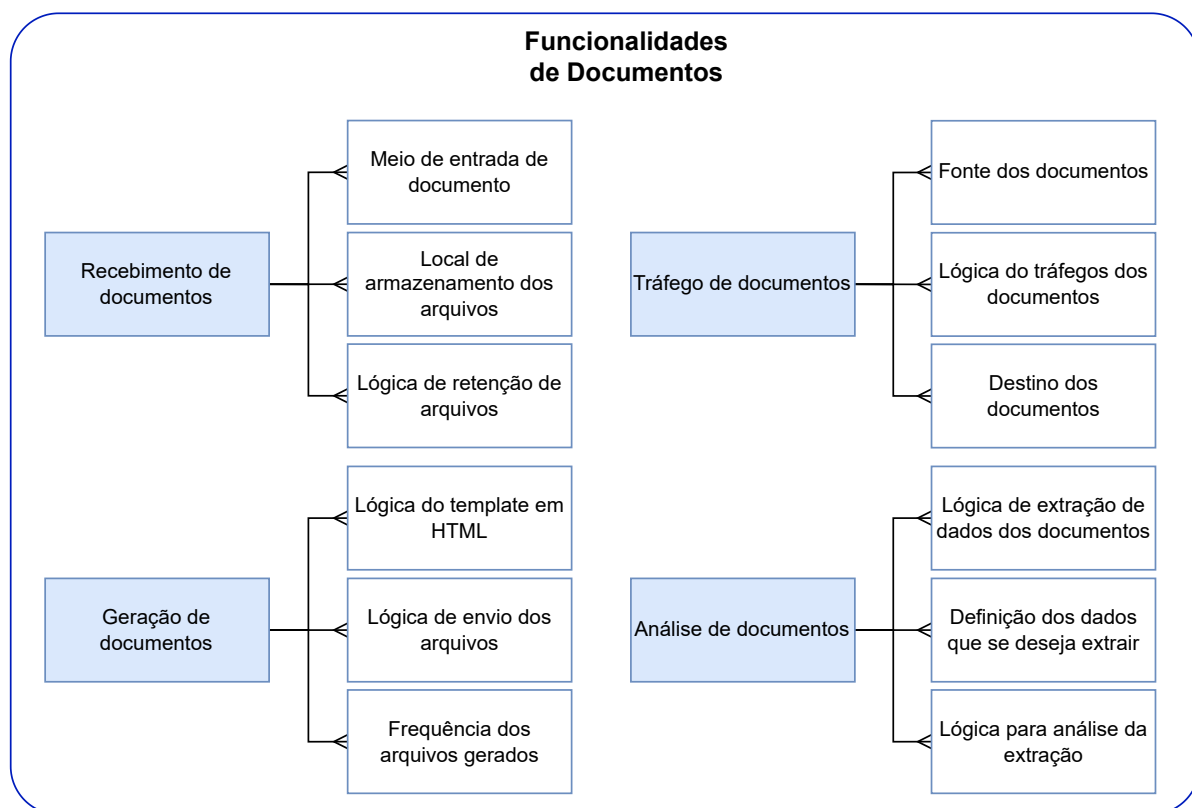 Funcionalidades
de Documentos
Recebimento de
documentos
Meio de entrada de
documento
Local de
armazenamento dos
arquivos
Lógica de retenção de
arquivos
Tráfego de documentos
Fonte dos documentos
Lógica do tráfegos dos
documentos
Destino dos
documentos
Geração de
documentos
Lógica do template em
HTML
Lógica de envio dos
arquivos
Frequência dos
arquivos gerados
Análise de documentos
Lógica de extração de
dados dos documentos
Definição dos dados
que se deseja extrair
Lógica para análise da
extração